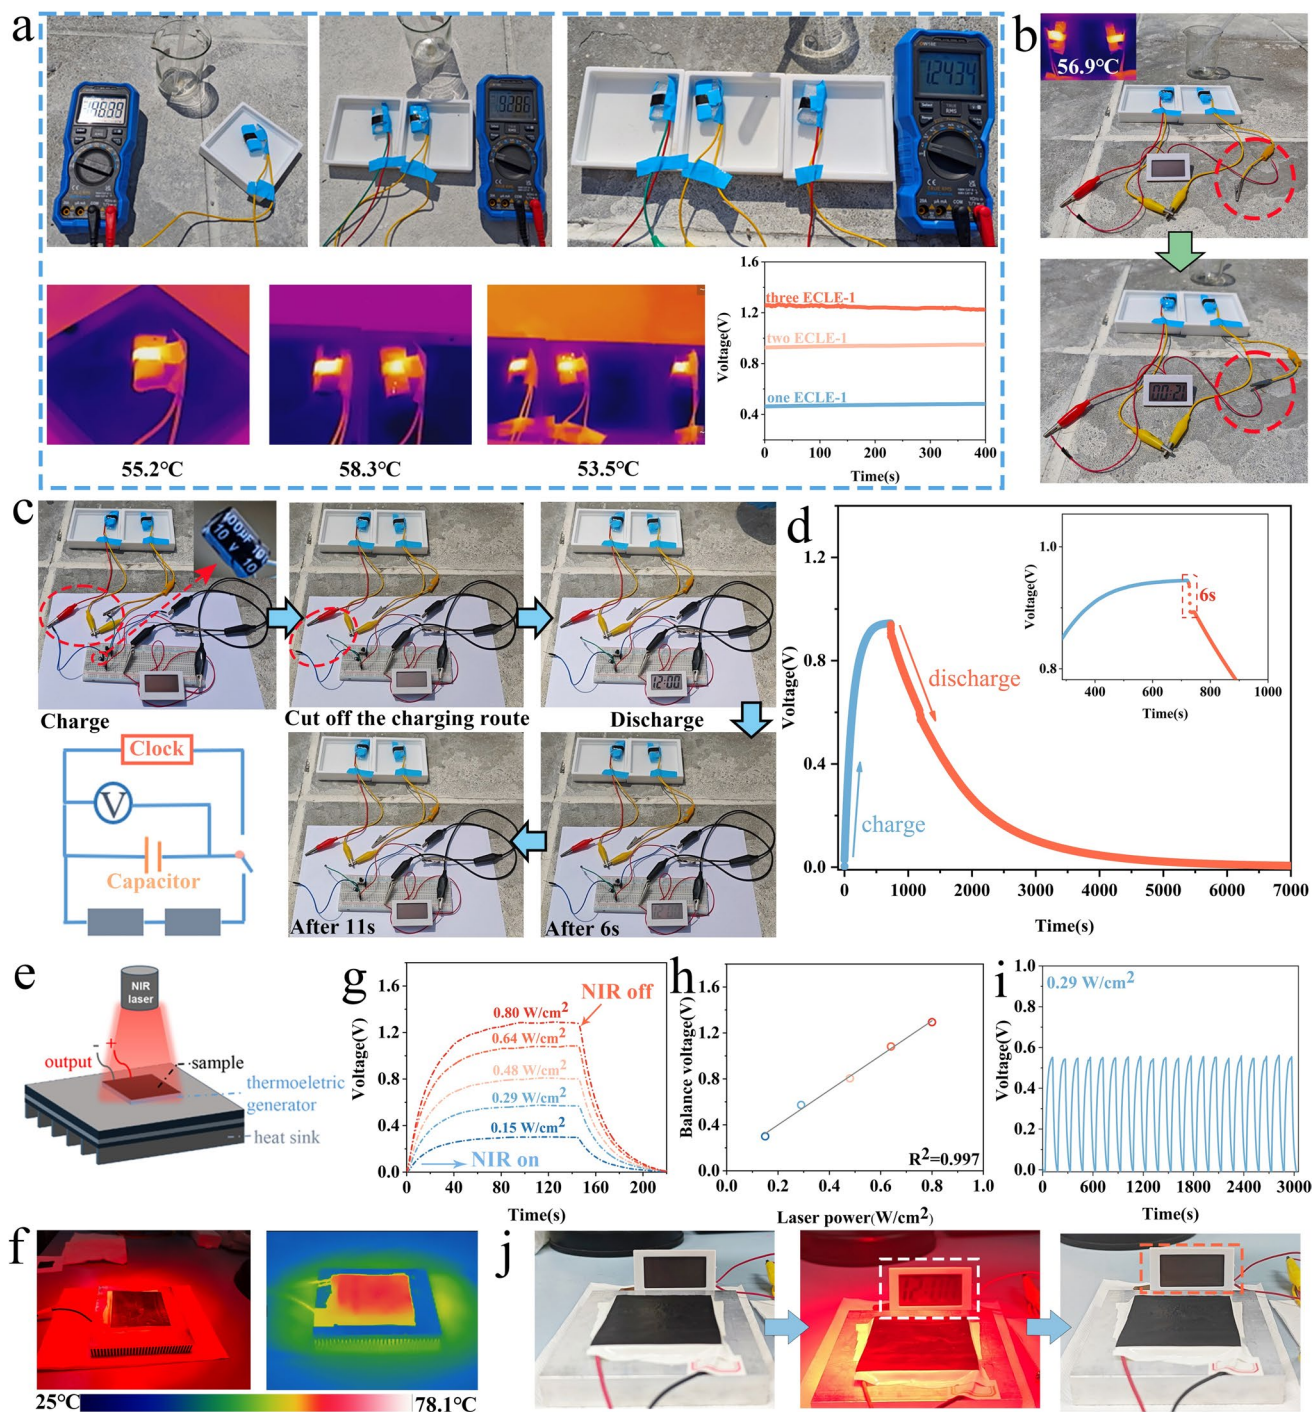 a
b
56.9°C
12434
55.2°C
58.3°C
53.5°C
1.6
1.2
0.8
0.4
Voltage(V)
three ECLE-1
two ECLE-1
one ECLE-1
0
100
200
300
400
Time(s)
c
100μF
10 V
10
Charge
Cut off the charging route
12:00
Discharge
Clock
V
Capacitor
After 11s
After 6s
d
1.2
0.8
0.4
0.0
Voltage(V)
charge
discharge
0
1000
2000
3000
4000
5000
6000
7000
Time(s)
1.0
0.8
Voltage(V)
6s
400
600
800
1000
Time(s)
e
NIR
laser
-
+
output
sample
thermoeletric
generator
heat sink
g
1.6
1.2
0.8
0.4
0.0
Voltage(V)
NIR off
0.80 W/cm2
0.64 W/cm2
0.48 W/cm2
0.29 W/cm2
0.15 W/cm2
NIR on
0
40
80
120
160
200
Time(s)
h
1.6
1.2
0.8
0.4
0.0
Balance voltage(V)
R2=0.997
0.0
0.2
0.4
0.6
0.8
1.0
Laser power(W/cm2)
i
1.0
0.8
0.6
0.4
0.2
0.0
Voltage(V)
0.29 W/cm2
0
600
1200
1800
2400
3000
Time(s)
f
25°C
78.1°C
j